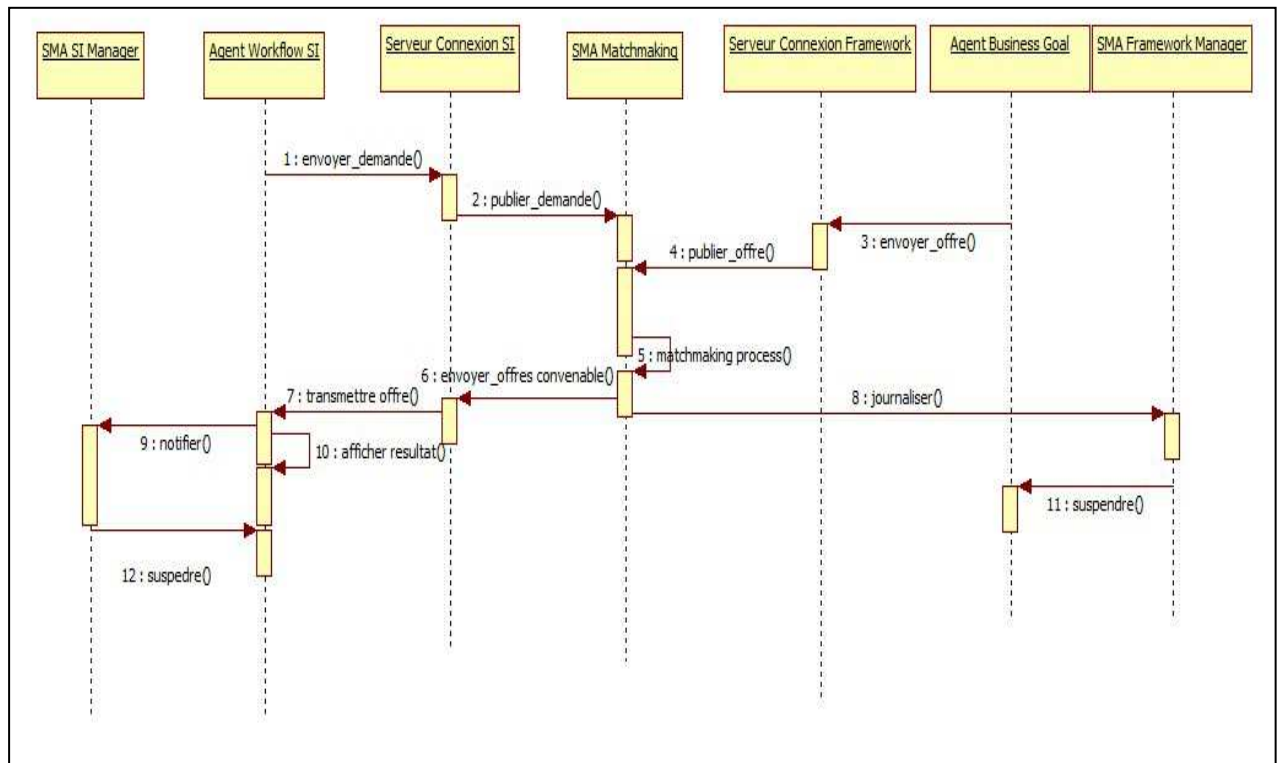 SMA SI Manager
Agent Workflow SI
Serveur Connexion SI
SMA Matchmaking
Serveur Connexion Framework
Agent Business Goal
SMA Framework Manager
1 : envoyer_demande()
2 : publier_demande()
3 : envoyer_offre()
4 : publier_offre()
5 : matchmaking process()
6 : envoyer_offres convenable()
7 : transmettre offre()
8 : journaliser()
9 : notifier()
10 : afficher resultat()
11 : suspendre()
12 : suspedre()